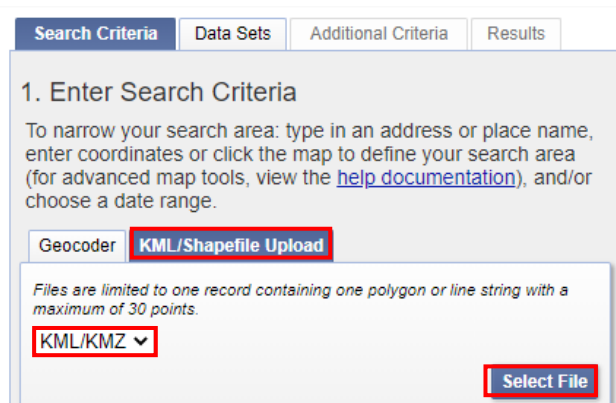 Search Criteria Data Sets Additional Criteria Results
1. Enter Search Criteria
To narrow your search area: type in an address or place name,
enter coordinates or click the map to define your search area
(for advanced map tools, view the help documentation), and/or
choose a date range.
Geocoder KML/Shapefile Upload
Files are limited to one record containing one polygon or line string with a
maximum of 30 points.
KML/KMZ
Select File